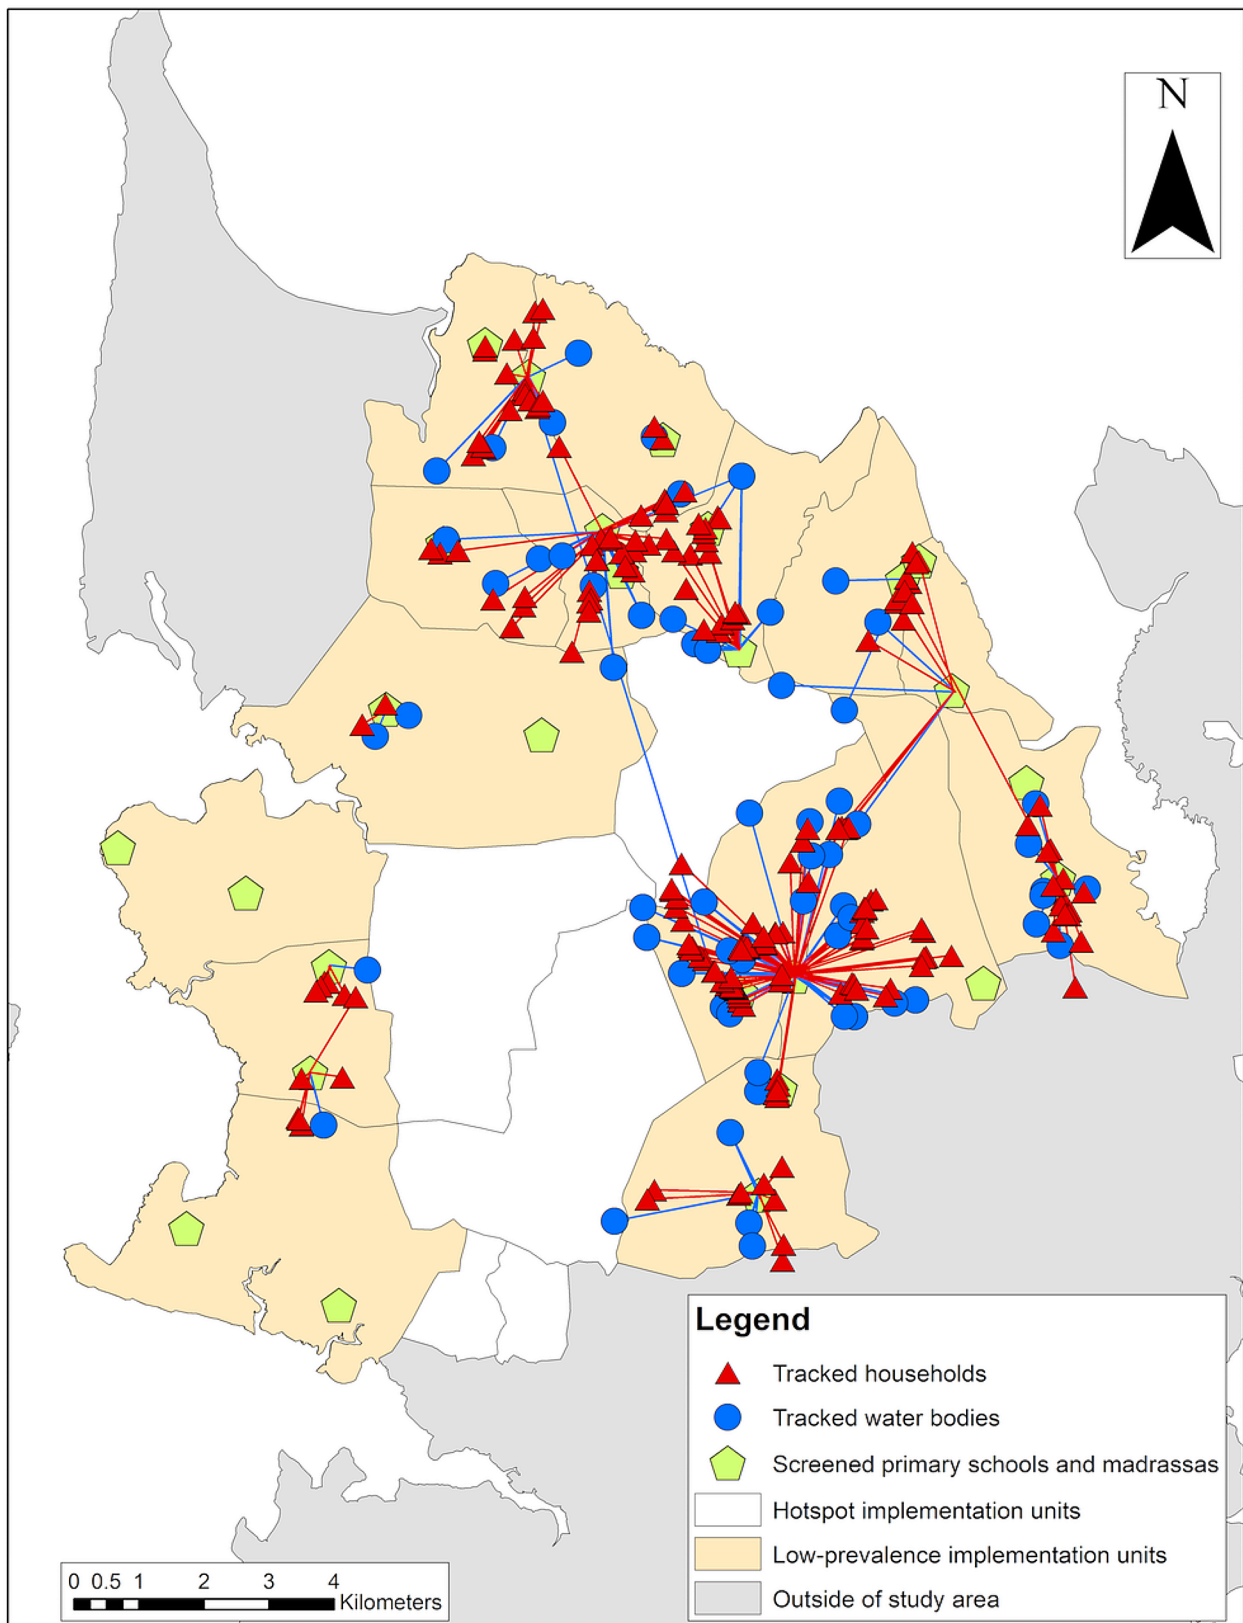 N
Legend
Tracked households
Tracked water bodies
Screened primary schools and madrassas
Hotspot implementation units
Low-prevalence implementation units
Outside of study area
0 0.5 1 2 3 4
Kilometers